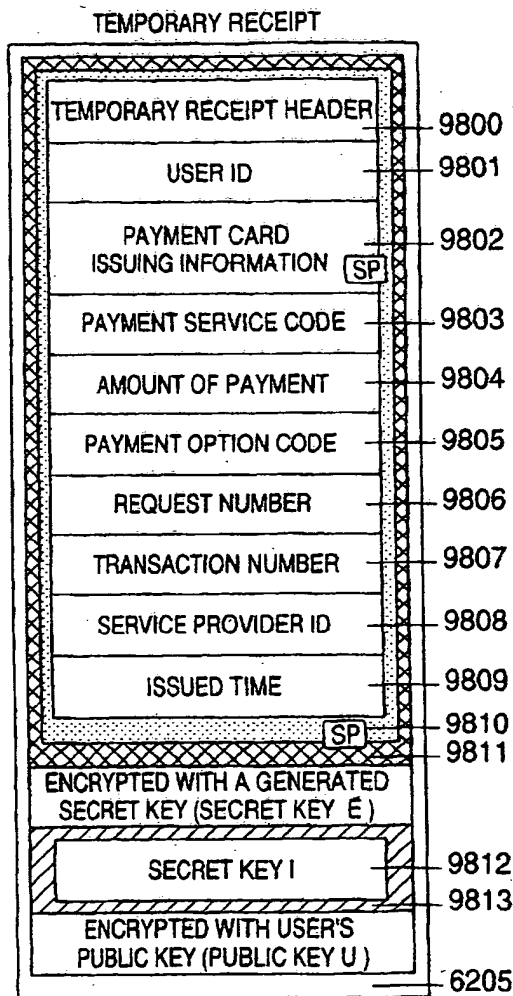 TEMPORARY RECEIPT
TEMPORARY RECEIPT HEADER
9800
USER ID
9801
PAYMENT CARD
ISSUING INFORMATION
SP
9802
PAYMENT SERVICE CODE
9803
AMOUNT OF PAYMENT
9804
PAYMENT OPTION CODE
9805
REQUEST NUMBER
9806
TRANSACTION NUMBER
9807
SERVICE PROVIDER ID
9808
ISSUED TIME
9809
SP
9810
9811
ENCRYPTED WITH A GENERATED
SECRET KEY (SECRET KEY E)
SECRET KEY I
9812
9813
ENCRYPTED WITH USER'S
PUBLIC KEY (PUBLIC KEY U)
6205